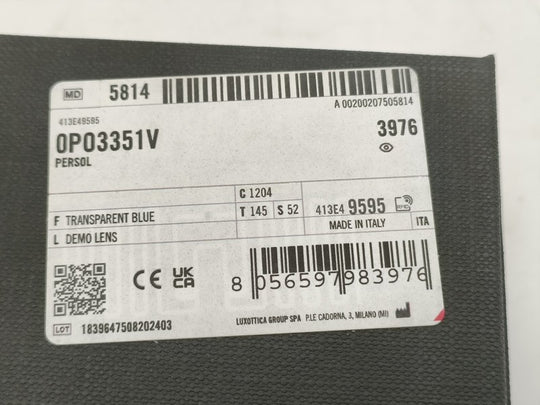 MD 5814
A 00200207505814
413E49595
0PO3351V 3976
PERSOL
C 1204
F TRANSPARENT BLUE T 145 S 52 413E4 9595
L DEMO LENS MADE IN ITALY ITA
CE UK CA
8 056597 983976
LOT 1839647508202403
LUXOTTICA GROUP SPA P.LE CADORNA, 3, MILANO (MI)